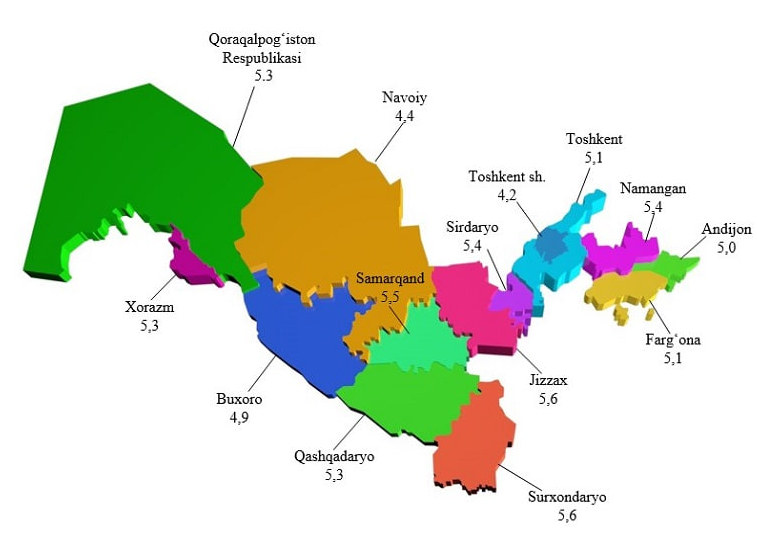 Qoraqalpog‘iston
Respublikasi
5.3
Navoiy
4,4
Toshkent
5,1
Toshkent sh.
4,2
Namangan
5,4
Sirdaryo
5,4
Andijon
5,0
Samarqand
5,5
Xorazm
5,3
Farg‘ona
5,1
Jizzax
5,6
Buxoro
4,9
Qashqadaryo
5,3
Surxondaryo
5,6